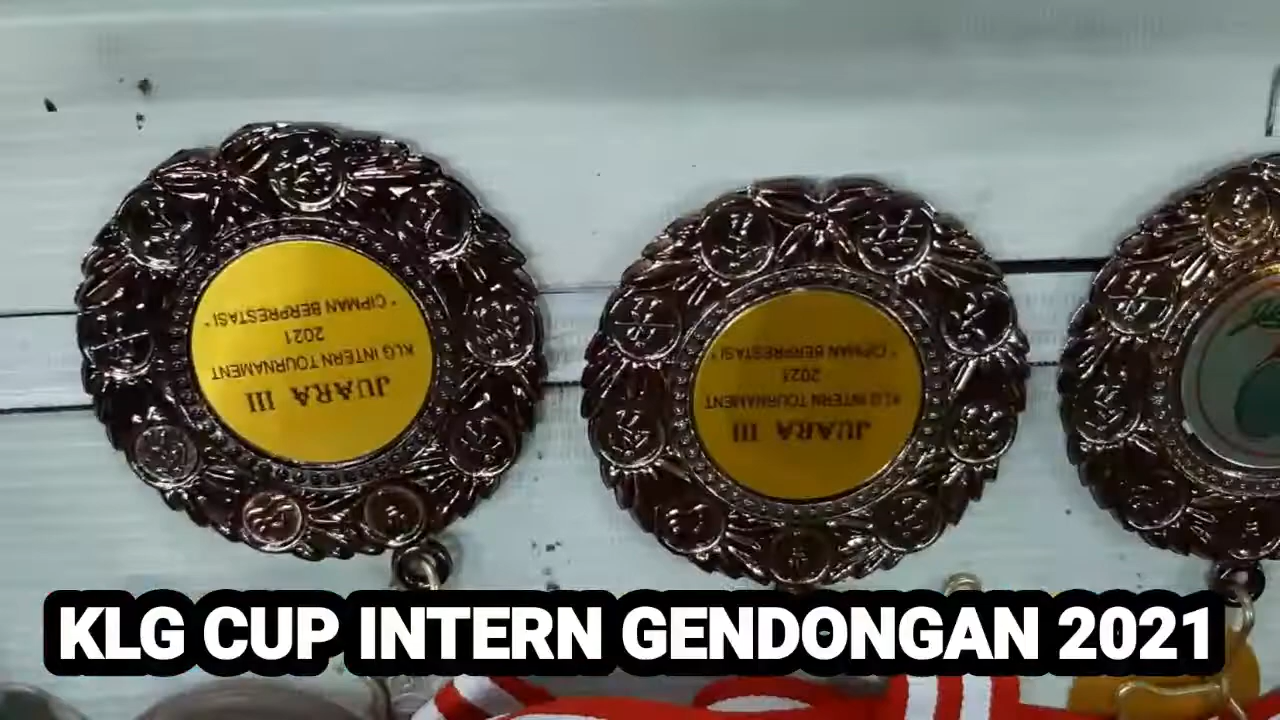 JUARA III
KLG INTERN TOURNAMENT
2021
" CIPMAN BERPRESTASI "
JUARA III
KLG INTERN TOURNAMENT
2021
" CIPMAN BERPRESTASI "
KLG CUP INTERN GENDONGAN 2021